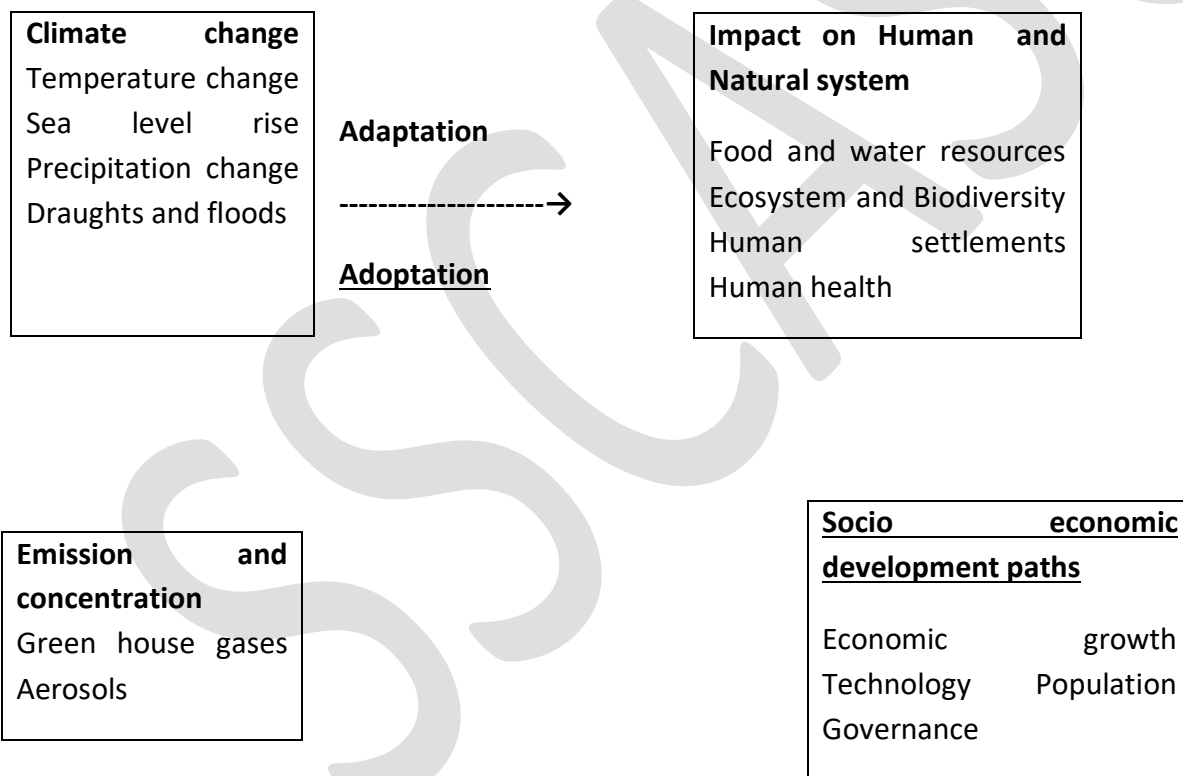 Climate change
Temperature change
Sea level rise
Precipitation change
Draughts and floods
Adaptation
---------------------→
Adoptation
Impact on Human and
Natural system
Food and water resources
Ecosystem and Biodiversity
Human settlements
Human health
Emission and
concentration
Green house gases
Aerosols
Socio economic
development paths
Economic growth
Technology Population
Governance